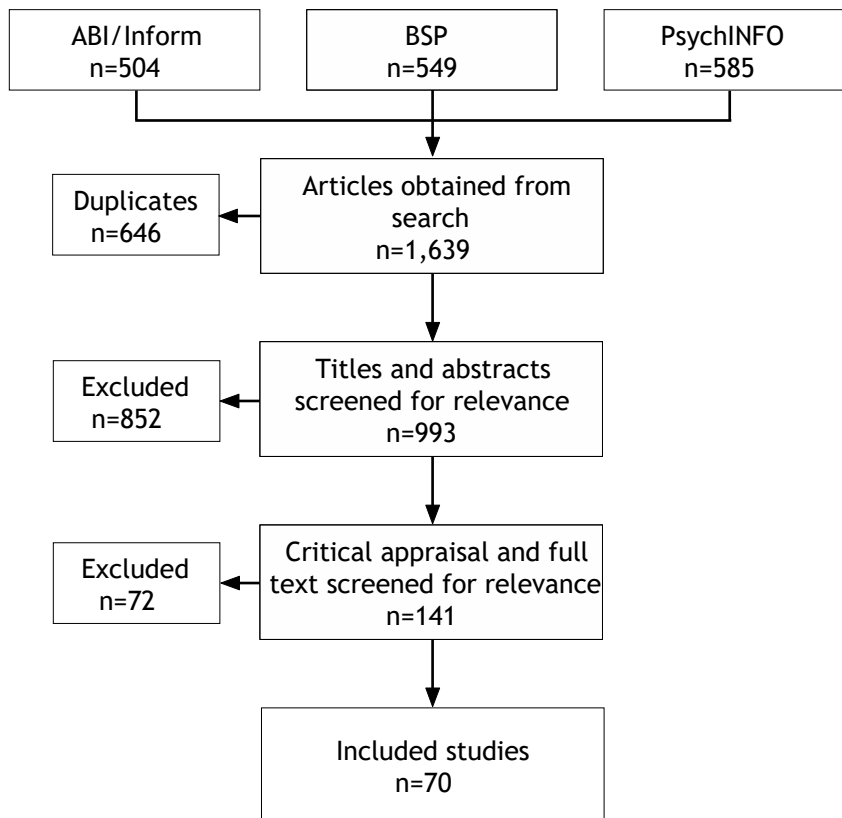 ABI/Inform
n=504
BSP
n=549
PsychINFO
n=585
Articles obtained from
search
n=1,639
Duplicates
n=646
Titles and abstracts
screened for relevance
n=993
Excluded
n=852
Critical appraisal and full
text screened for relevance
n=141
Excluded
n=72
Included studies
n=70